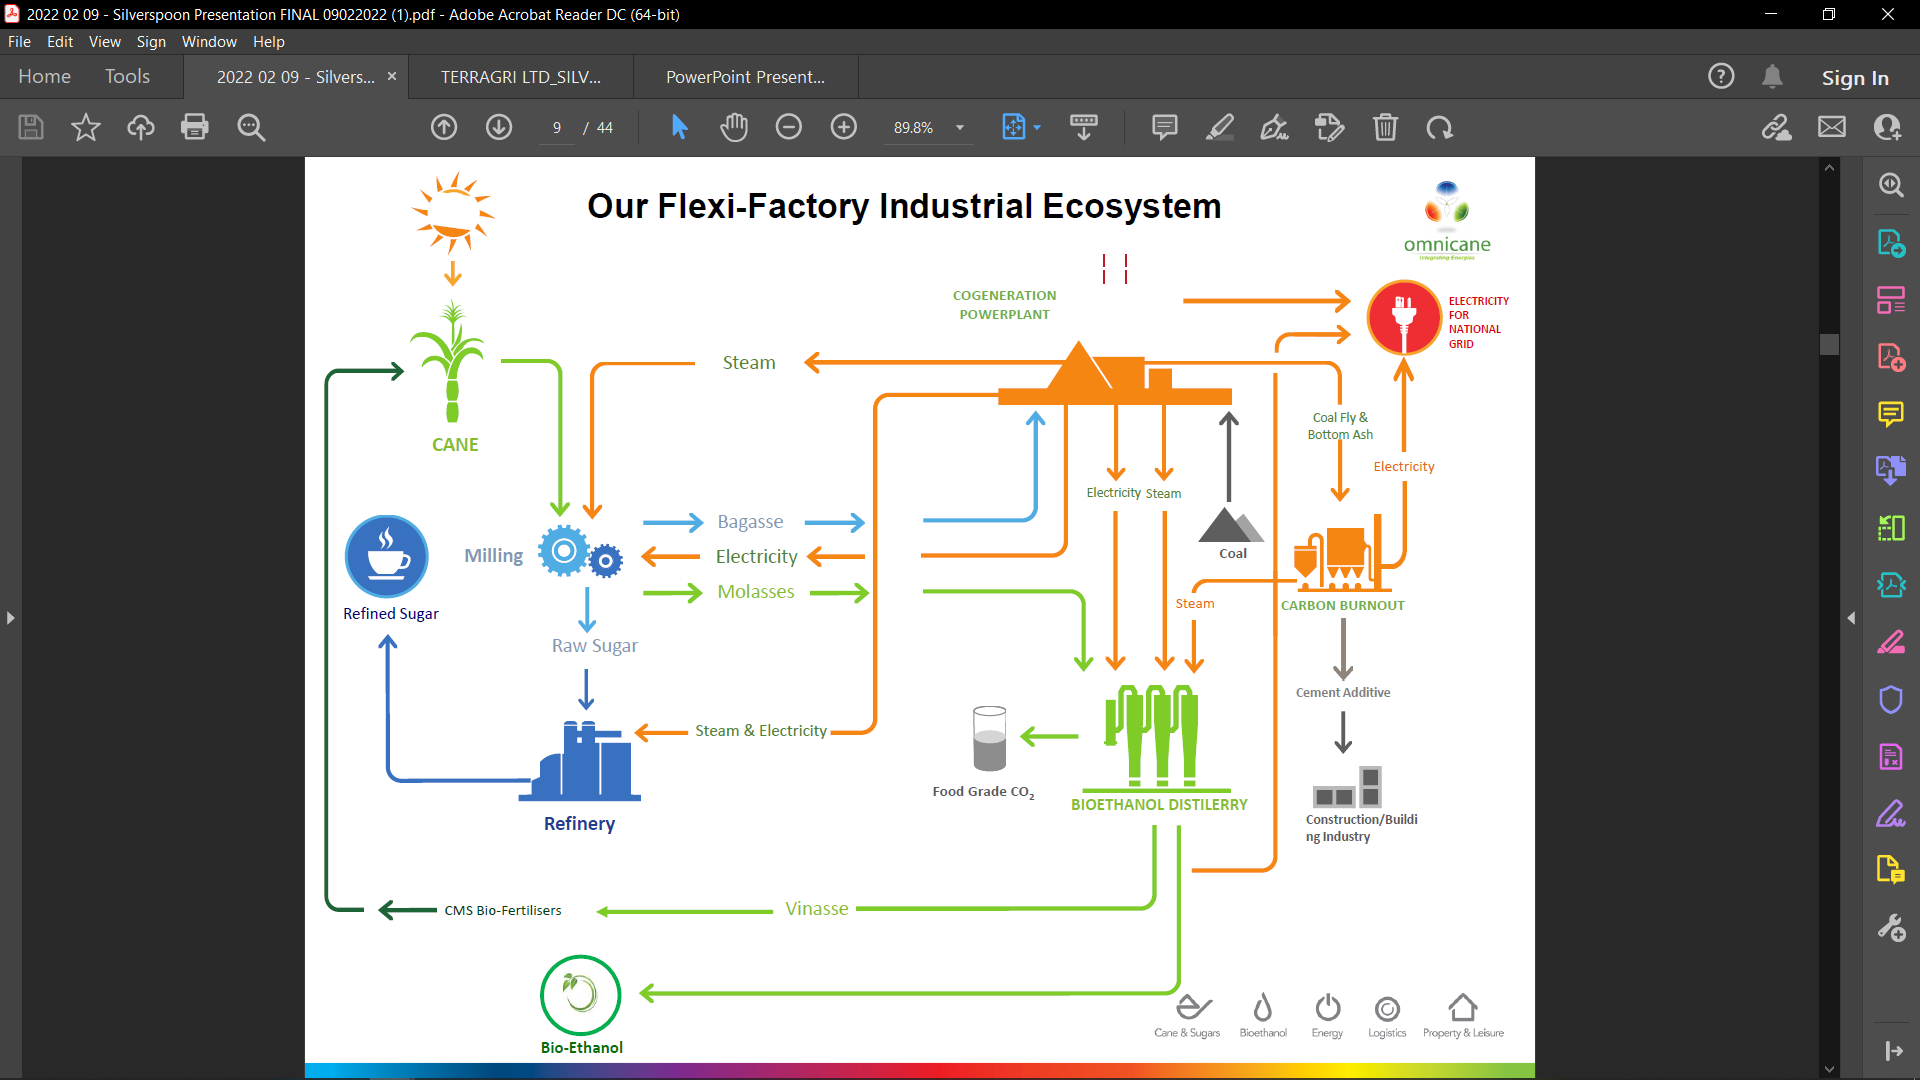 2022 02 09 - Silverspoon Presentation FINAL 09022022 (1).pdf - Adobe Acrobat Reader DC (64-bit)
File Edit View Sign Window Help
Home Tools 2022 02 09 - Silvers... × TERRAGRI LTD_SILV... PowerPoint Present... Sign In
9 / 44 89.8%
Our Flexi-Factory Industrial Ecosystem
omnicane
Integrating Energies
COGENERATION
POWERPLANT
ELECTRICITY
FOR
NATIONAL
GRID
Steam
Coal Fly &
Bottom Ash
CANE
Electricity
Electricity Steam
Bagasse
Milling
Electricity
Coal
Molasses
Steam
CARBON BURNOUT
Refined Sugar
Raw Sugar
Cement Additive
Steam & Electricity
Food Grade CO2
BIOETHANOL DISTILERRY
Refinery
Construction/Buildi
ng Industry
CMS Bio-Fertilisers
Vinasse
Bio-Ethanol
Cane & Sugars Bioethanol Energy Logistics Property & Leisure